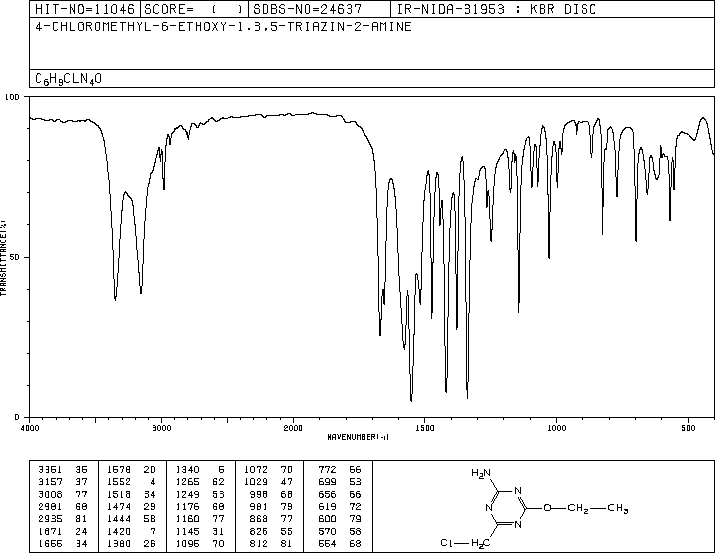 HIT-NO=11046 SCORE= ( ) SDBS-NO=24637 IR-NIDA-31953 : KBR DISC
4-CHLOROMETHYL-6-ETHOXY-1,3,5-TRIAZIN-2-AMINE
C6H9CLN4O
100
50
0
TRANSMITTANCE(%)
4000 3000 2000 1500 1000 500
WAVENUMBER(-1)
3351 35 1578 20 1340 5 1072 70 772 66
3157 37 1552 4 1265 62 1029 47 699 53
3008 77 1518 34 1249 53 998 68 656 66
2981 68 1474 29 1176 68 981 79 619 72
2935 81 1444 58 1160 77 868 77 600 79
1671 24 1420 7 1145 31 826 55 570 58
1655 34 1380 26 1095 70 812 81 554 68
H2N
N
N
N
O
CH2
CH3
Cl
H2C